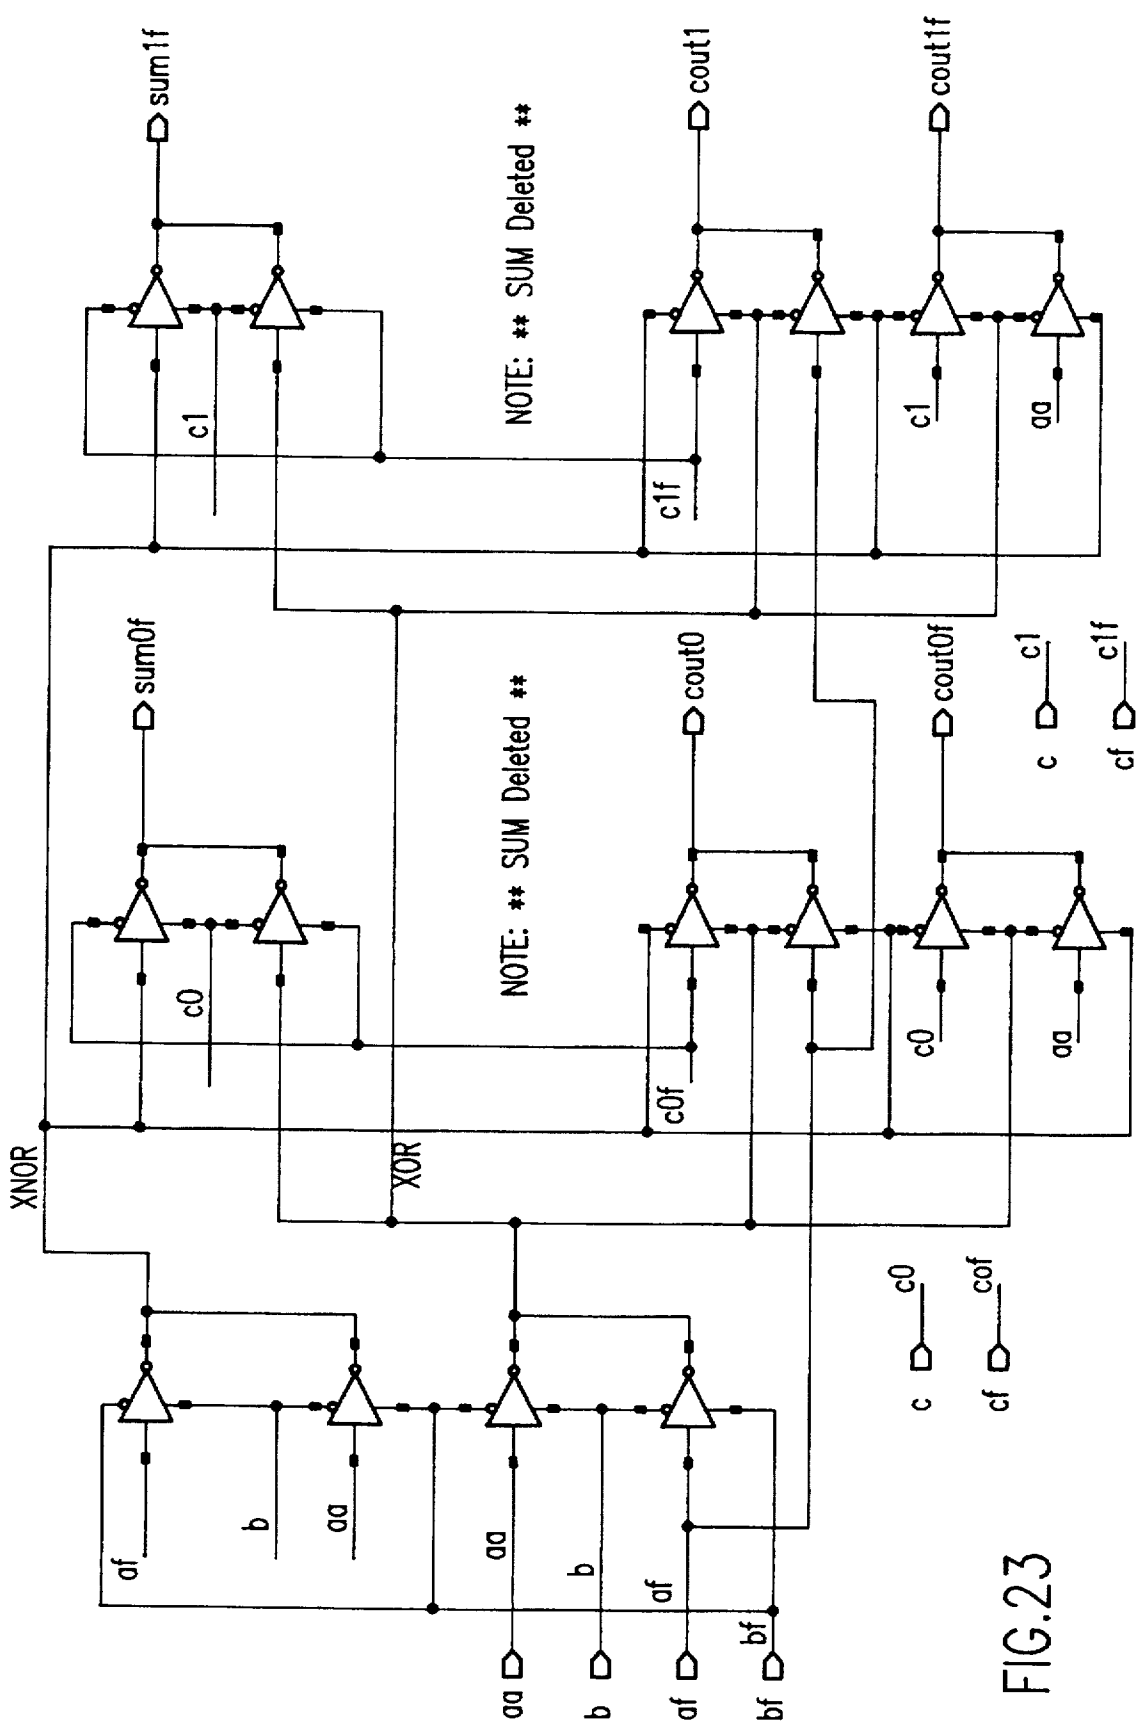 XNOR
af
b
aa
aa
aa
b
b
af
af
bf
bf
XOR
sum0f
c0
NOTE: ** SUM Deleted **
c0f
cout0
c0
cout0f
aa
c
c0
cf
cof
sum1f
c1
NOTE: ** SUM Deleted **
c1f
cout1
c1
cout1f
aa
c
c1
cf
c1f
FIG.23